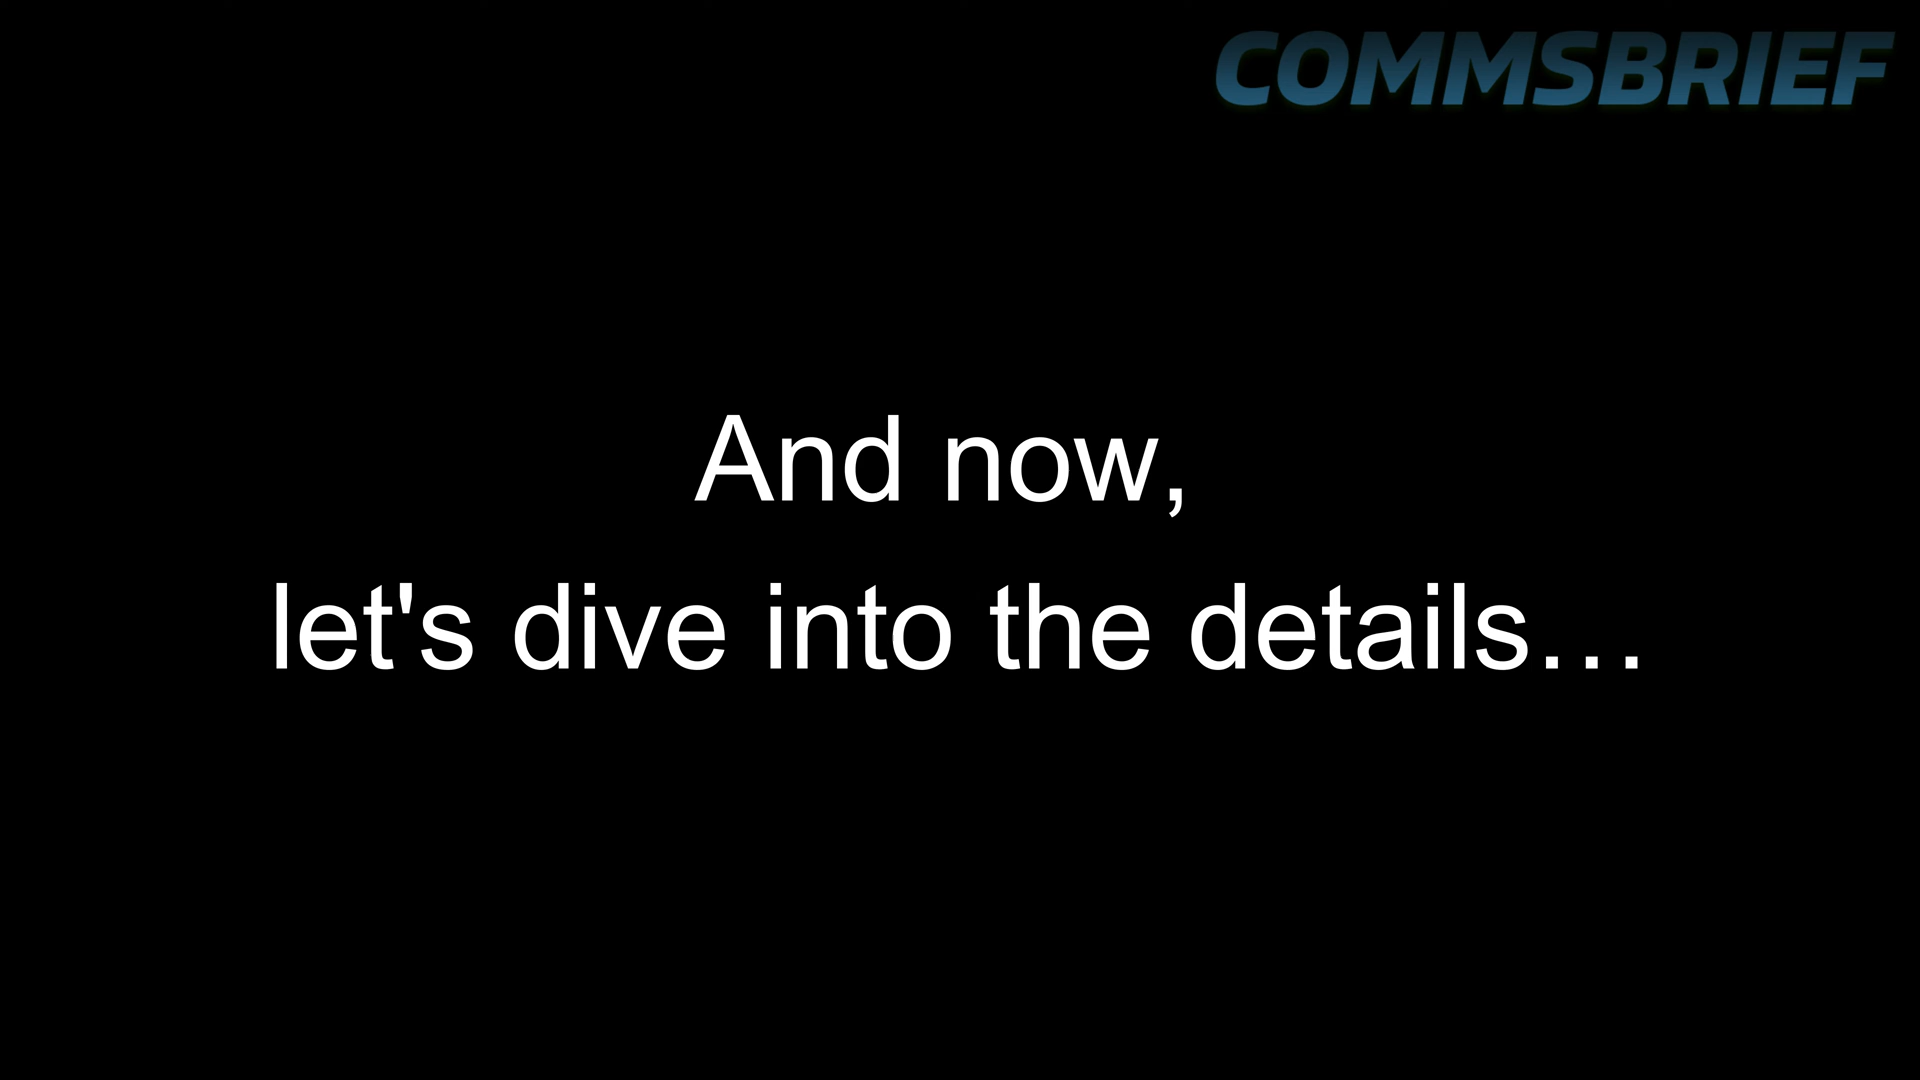 COMMSBRIEF
And now,
let's dive into the details…